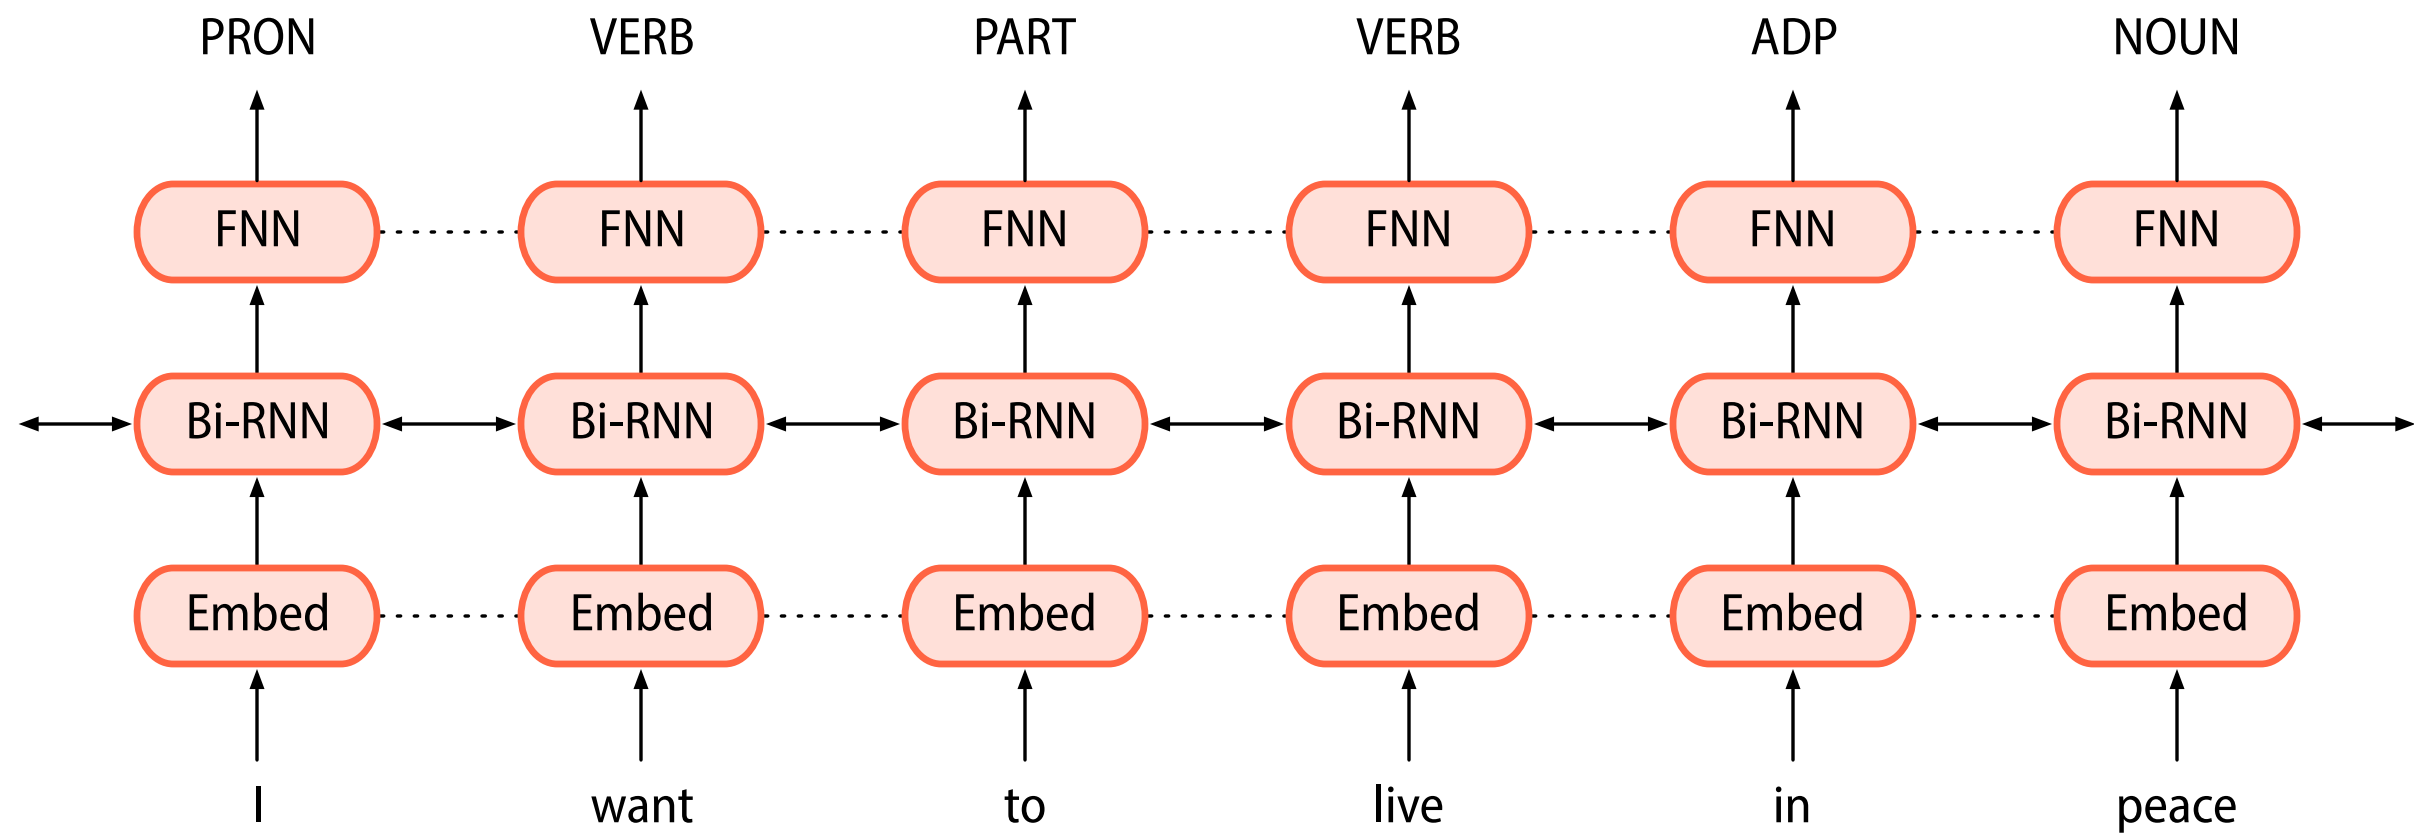 PRON VERB PART VERB ADP NOUN
FNN FNN FNN FNN FNN FNN
Bi-RNN Bi-RNN Bi-RNN Bi-RNN Bi-RNN Bi-RNN
Embed Embed Embed Embed Embed Embed
I want to live in peace